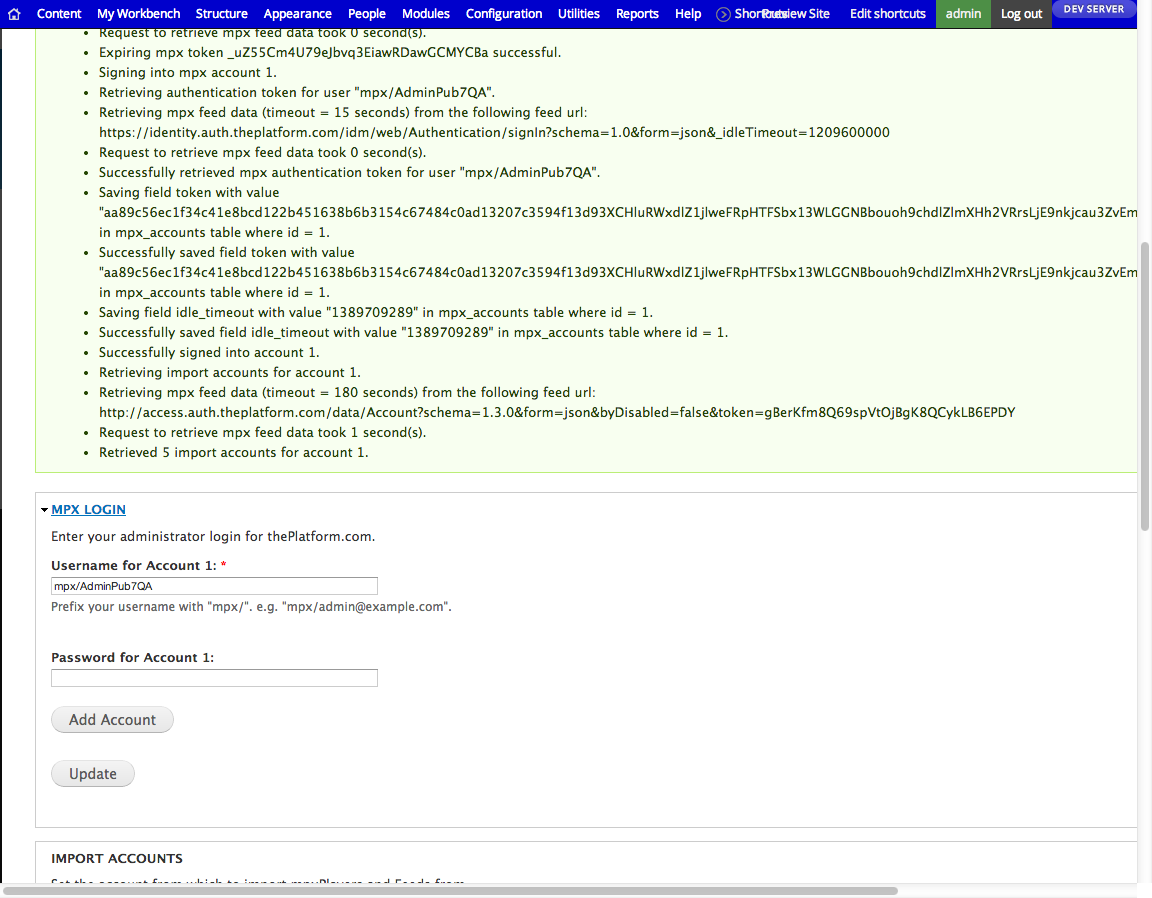 Content My Workbench Structure Appearance People Modules Configuration Utilities Reports Help Shortcuts Preview Site Edit shortcuts admin Log out DEV SERVER
Request to retrieve mpx feed data took 0 second(s).
Expiring mpx token _uZ55Cm4U79eJbvq3EiawRDawGCMYCBa successful.
Signing into mpx account 1.
Retrieving authentication token for user "mpx/AdminPub7QA".
Retrieving mpx feed data (timeout = 15 seconds) from the following feed url:
https://identity.auth.theplatform.com/idm/web/Authentication/signIn?schema=1.0&form=json&_idleTimeout=1209600000
Request to retrieve mpx feed data took 0 second(s).
Successfully retrieved mpx authentication token for user "mpx/AdminPub7QA".
Saving field token with value
"aa89c56ec1f34c41e8bcd122b451638b6b3154c67484c0ad13207c3594f13d93XCHluRWxdlZ1jlweFRpHTFSbx13WLGGNBbouoh9chdlZlmXHh2VRrsLjE9nkjcau3ZvEm
in mpx_accounts table where id = 1.
Successfully saved field token with value
"aa89c56ec1f34c41e8bcd122b451638b6b3154c67484c0ad13207c3594f13d93XCHluRWxdlZ1jlweFRpHTFSbx13WLGGNBbouoh9chdlZlmXHh2VRrsLjE9nkjcau3ZvEm
in mpx_accounts table where id = 1.
Saving field idle_timeout with value "1389709289" in mpx_accounts table where id = 1.
Successfully saved field idle_timeout with value "1389709289" in mpx_accounts table where id = 1.
Successfully signed into account 1.
Retrieving import accounts for account 1.
Retrieving mpx feed data (timeout = 180 seconds) from the following feed url:
http://access.auth.theplatform.com/data/Account?schema=1.3.0&form=json&byDisabled=false&token=gBerKfm8Q69spVtOjBgK8QCykLB6EPDY
Request to retrieve mpx feed data took 1 second(s).
Retrieved 5 import accounts for account 1.
MPX LOGIN
Enter your administrator login for thePlatform.com.
Username for Account 1: *
mpx/AdminPub7QA
Prefix your username with "mpx/". e.g. "mpx/admin@example.com".
Password for Account 1:
Add Account
Update
IMPORT ACCOUNTS
Set the account from which to import mpxPlayers and Feeds from.